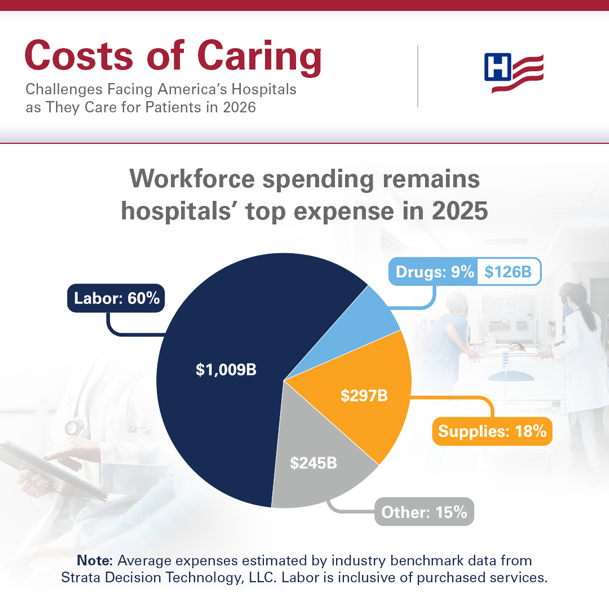 Costs of Caring
Challenges Facing America's Hospitals
as They Care for Patients in 2026
H
Workforce spending remains
hospitals' top expense in 2025
Drugs: 9% $126B
Labor: 60%
$1,009B
$297B
Supplies: 18%
$245B
Other: 15%
Note: Average expenses estimated by industry benchmark data from
Strata Decision Technology, LLC. Labor is inclusive of purchased services.